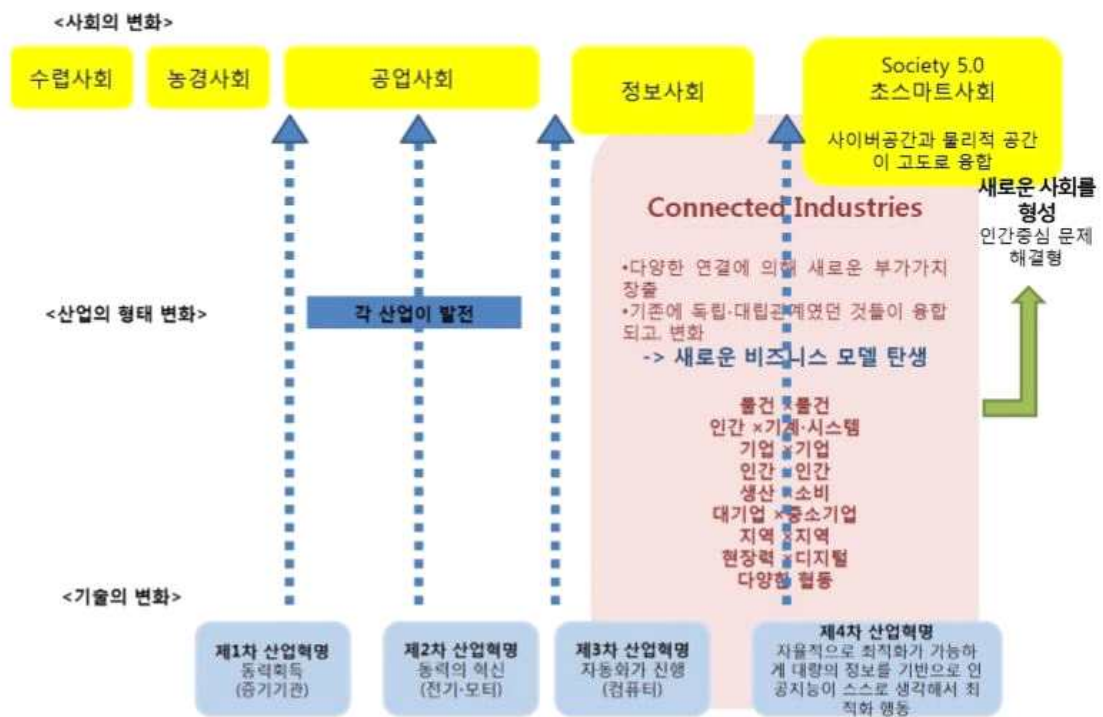 <사회의 변화>
수렵사회
농경사회
공업사회
정보사회
Society 5.0
초스마트사회
사이버공간과 물리적 공간
이 고도로 융합
새로운 사회를
형성
인간중심 문제
해결형
Connected Industries
•다양한 연결에 의해 새로운 부가가치
창출
•기존에 독립·대립관계였던 것들이 융합
되고, 변화
-> 새로운 비즈니스 모델 탄생
<산업의 형태 변화>
각 산업이 발전
물건 ×물건
인간 ×기계·시스템
기업 ×기업
인간 ×인간
생산 ×소비
대기업 ×중소기업
지역 ×지역
현장력 ×디지털
다양한 협동
<기술의 변화>
제1차 산업혁명
동력획득
(증기기관)
제2차 산업혁명
동력의 혁신
(전기·모터)
제3차 산업혁명
자동화가 진행
(컴퓨터)
제4차 산업혁명
자율적으로 최적화가 가능하
게 대량의 정보를 기반으로 인
공지능이 스스로 생각해서 최
적화 행동